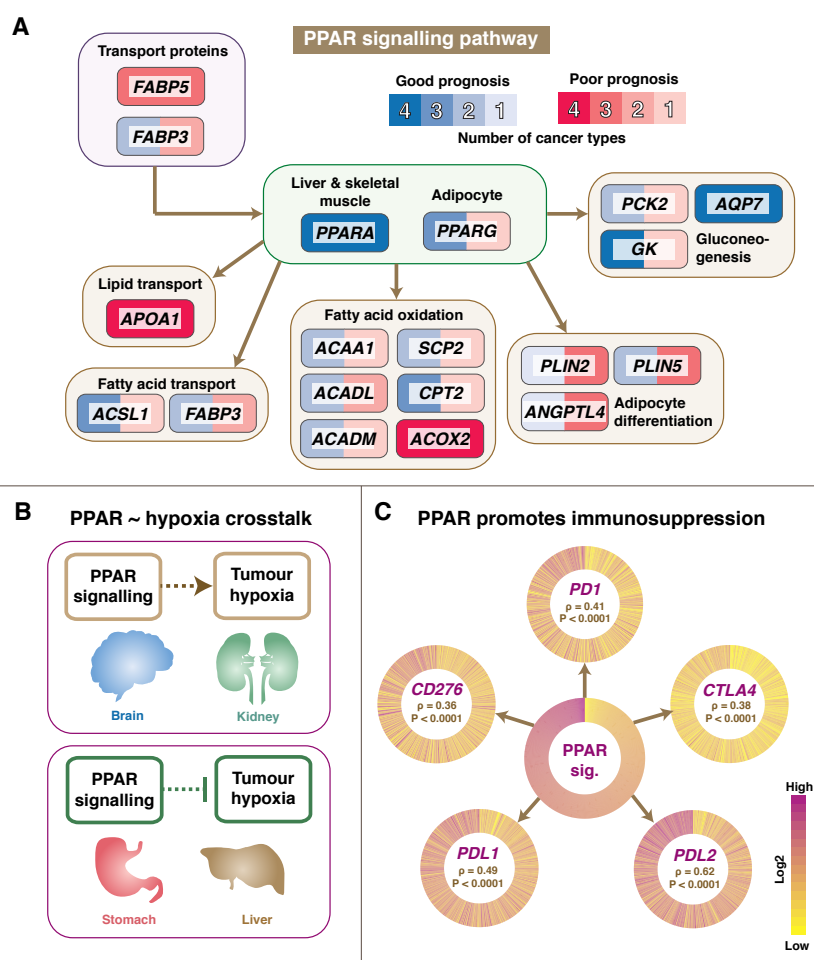 A
PPAR signalling pathway
Transport proteins
FABP5
FABP3
Good prognosis
4 3 2 1
Poor prognosis
4 3 2 1
Number of cancer types
Liver & skeletal
muscle
PPARA
Adipocyte
PPARG
PCK2
AQP7
GK
Gluconeo-
genesis
Lipid transport
APOA1
Fatty acid transport
ACSL1
FABP3
Fatty acid oxidation
ACAA1
SCP2
ACADL
CPT2
ACADM
ACOX2
PLIN2
PLIN5
ANGPTL4
Adipocyte
differentiation
B
PPAR ~ hypoxia crosstalk
PPAR
signalling
Tumour
hypoxia
Brain
Kidney
PPAR
signalling
Tumour
hypoxia
Stomach
Liver
C
PPAR promotes immunosuppression
PD1
ρ = 0.41
P < 0.0001
CD276
ρ = 0.36
P < 0.0001
CTLA4
ρ = 0.38
P < 0.0001
PPAR
sig.
PDL1
ρ = 0.49
P < 0.0001
PDL2
ρ = 0.62
P < 0.0001
High
Log2
Low